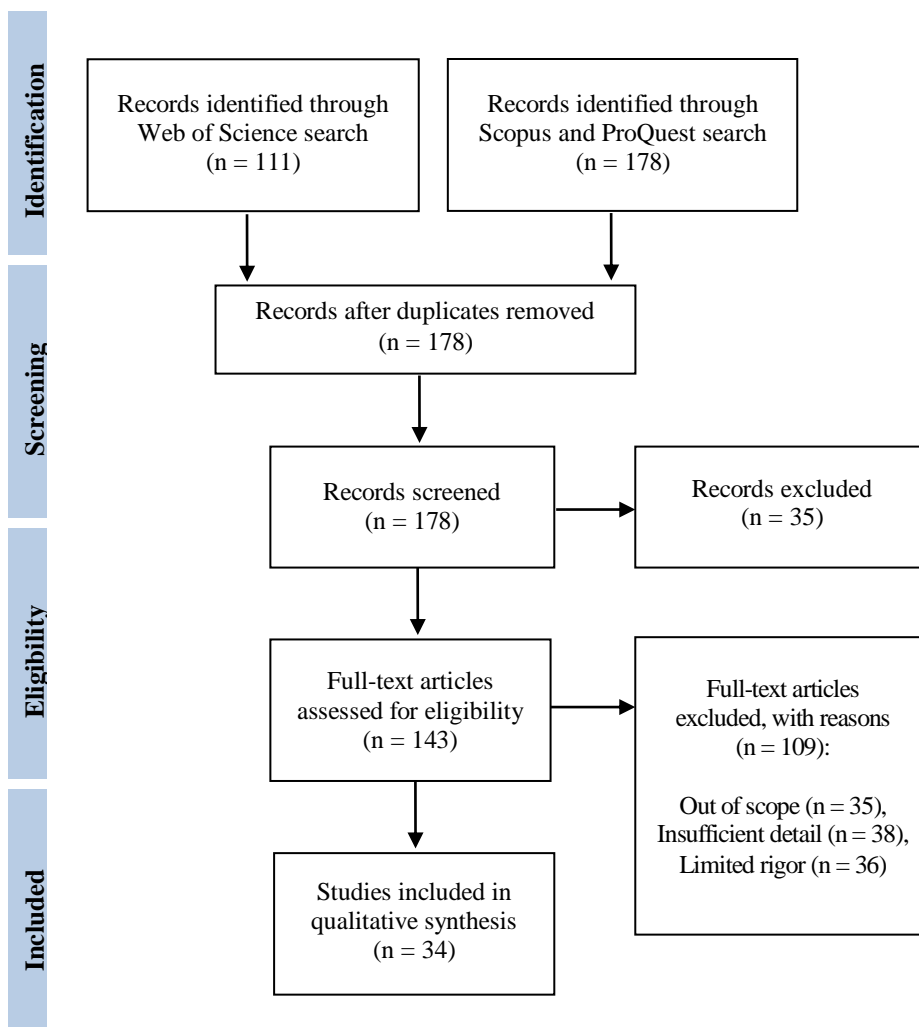 Identification
Records identified through
Web of Science search
(n = 111)
Records identified through
Scopus and ProQuest search
(n = 178)
Screening
Records after duplicates removed
(n = 178)
Records screened
(n = 178)
Records excluded
(n = 35)
Eligibility
Full-text articles
assessed for eligibility
(n = 143)
Full-text articles
excluded, with reasons
(n = 109):
Out of scope (n = 35),
Insufficient detail (n = 38),
Limited rigor (n = 36)
Included
Studies included in
qualitative synthesis
(n = 34)